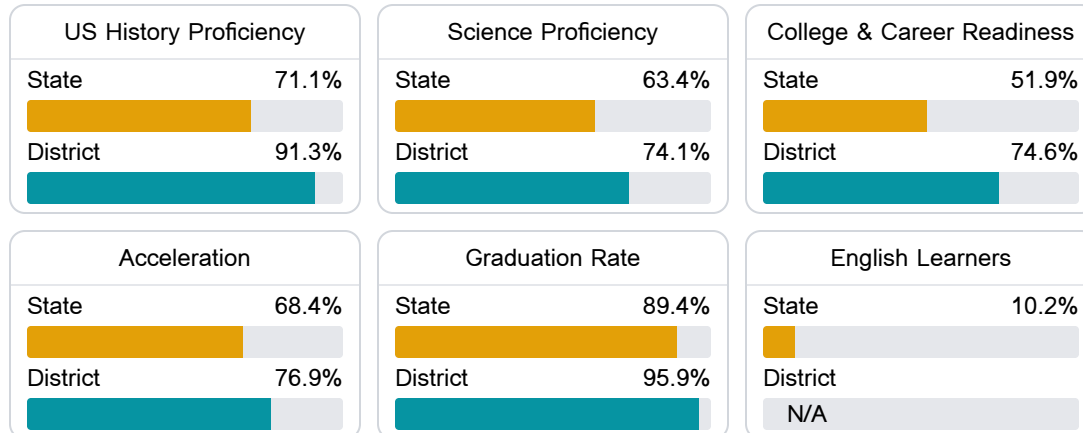 US History Proficiency
State 71.1%
District 91.3%
Science Proficiency
State 63.4%
District 74.1%
College & Career Readiness
State 51.9%
District 74.6%
Acceleration
State 68.4%
District 76.9%
Graduation Rate
State 89.4%
District 95.9%
English Learners
State 10.2%
District
N/A